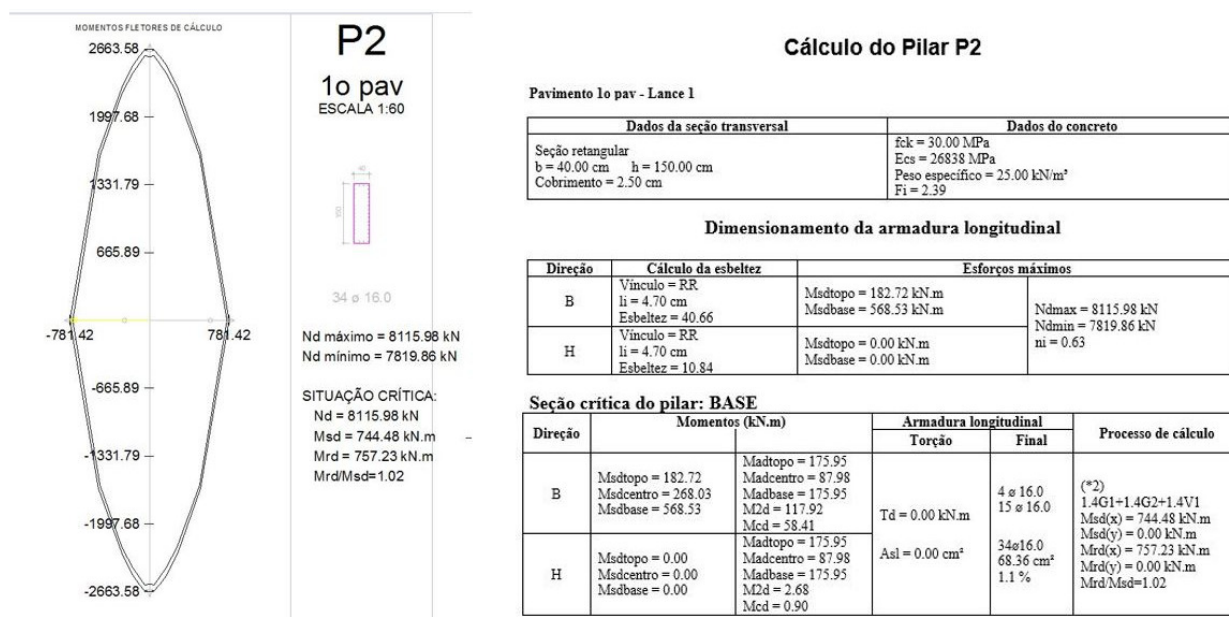 MOMENTOS FLETORES DE CÁLCULO
2663.58
1997.68
1331.79
665.89
-781.42
781.42
-665.89
-1331.79
-1997.68
-2663.58
P2
1o pav
ESCALA 1:60
40
150
34 ø 16.0
Nd máximo = 8115.98 kN
Nd mínimo = 7819.86 kN
SITUAÇÃO CRÍTICA:
Nd = 8115.98 kN
Msd = 744.48 kN.m
Mrd = 757.23 kN.m
Mrd/Msd=1.02
Cálculo do Pilar P2
Pavimento 1o pav - Lance 1
Dados da seção transversal
Dados do concreto
Seção retangular
b = 40.00 cm h = 150.00 cm
Cobrimento = 2.50 cm
fck = 30.00 MPa
Ecs = 26838 MPa
Peso específico = 25.00 kN/m³
Fi = 2.39
Dimensionamento da armadura longitudinal
Direção
Cálculo da esbeltez
Esforços máximos
B
Vínculo = RR
li = 4.70 cm
Esbeltez = 40.66
Msdtopo = 182.72 kN.m
Msdbase = 568.53 kN.m
Ndmax = 8115.98 kN
Ndmin = 7819.86 kN
ni = 0.63
H
Vínculo = RR
li = 4.70 cm
Esbeltez = 10.84
Msdtopo = 0.00 kN.m
Msdbase = 0.00 kN.m
Seção crítica do pilar: BASE
Direção
Momentos (kN.m)
Armadura longitudinal
Torção
Final
Processo de cálculo
B
Msdtopo = 182.72
Msdcentro = 268.03
Msdbase = 568.53
Madtopo = 175.95
Madcentro = 87.98
Madbase = 175.95
M2d = 117.92
Mcd = 58.41
Td = 0.00 kN.m
Asl = 0.00 cm²
4 ø 16.0
15 ø 16.0
34ø16.0
68.36 cm²
1.1 %
(*2)
1.4G1+1.4G2+1.4V1
Msd(x) = 744.48 kN.m
Msd(y) = 0.00 kN.m
Mrd(x) = 757.23 kN.m
Mrd(y) = 0.00 kN.m
Mrd/Msd=1.02
H
Msdtopo = 0.00
Msdcentro = 0.00
Msdbase = 0.00
Madtopo = 175.95
Madcentro = 87.98
Madbase = 175.95
M2d = 2.68
Mcd = 0.90